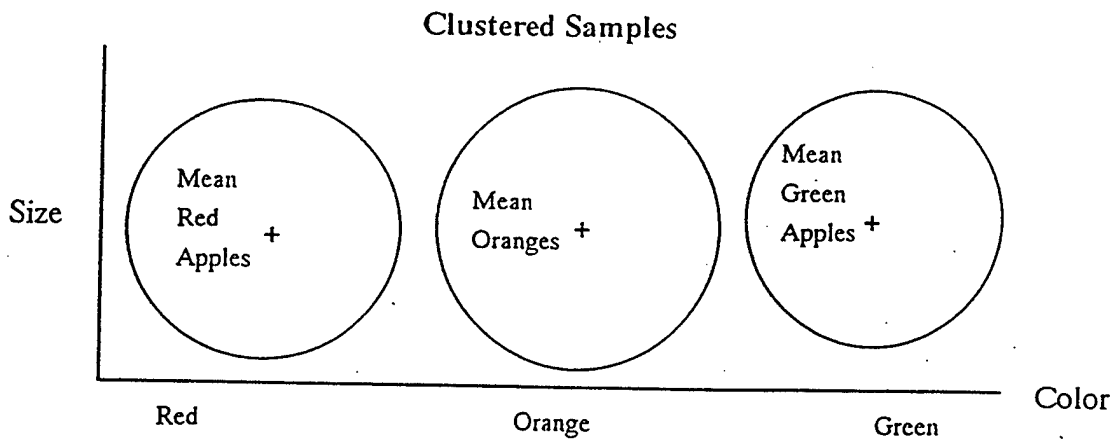 Clustered Samples
Size
Mean
Red
Apples
Mean
Oranges
Mean
Green
Apples
Red
Orange
Green
Color